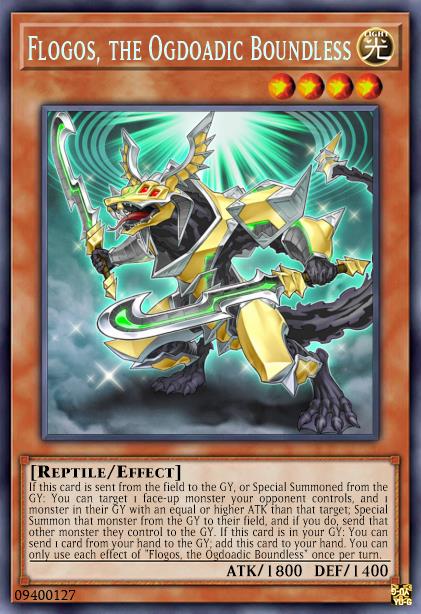 Flogos, the Ogdoadic Boundless
LIGHT
光
[Reptile/Effect]
If this card is sent from the field to the GY, or Special Summoned from the
GY: You can target 1 face-up monster your opponent controls, and 1
monster in their GY with an equal or higher ATK than that target; Special
Summon that monster from the GY to their field, and if you do, send that
other monster they control to the GY. If this card is in your GY: You can
send 1 card from your hand to the GY; add this card to your hand. You can
only use each effect of "Flogos, the Ogdoadic Boundless" once per turn.
ATK/1800 DEF/1400
09400127